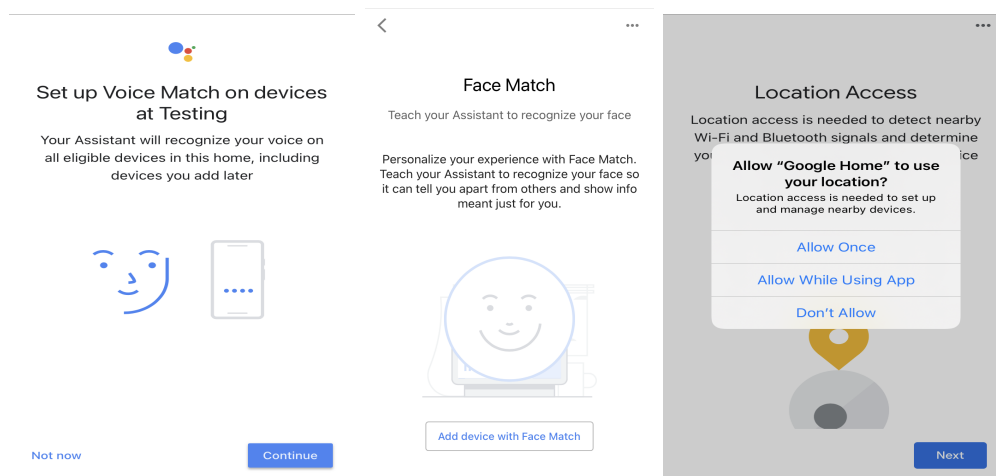 Set up Voice Match on devices
at Testing
Your Assistant will recognize your voice on
all eligible devices in this home, including
devices you add later
Not now
Continue
Face Match
Teach your Assistant to recognize your face
Personalize your experience with Face Match.
Teach your Assistant to recognize your face so
it can tell you apart from others and show info
meant just for you.
Add device with Face Match
Location Access
Location access is needed to detect nearby
Wi-Fi and Bluetooth signals and determine
Allow “Google Home” to use
your location?
Location access is needed to set up
and manage nearby devices.
Allow Once
Allow While Using App
Don’t Allow
Next